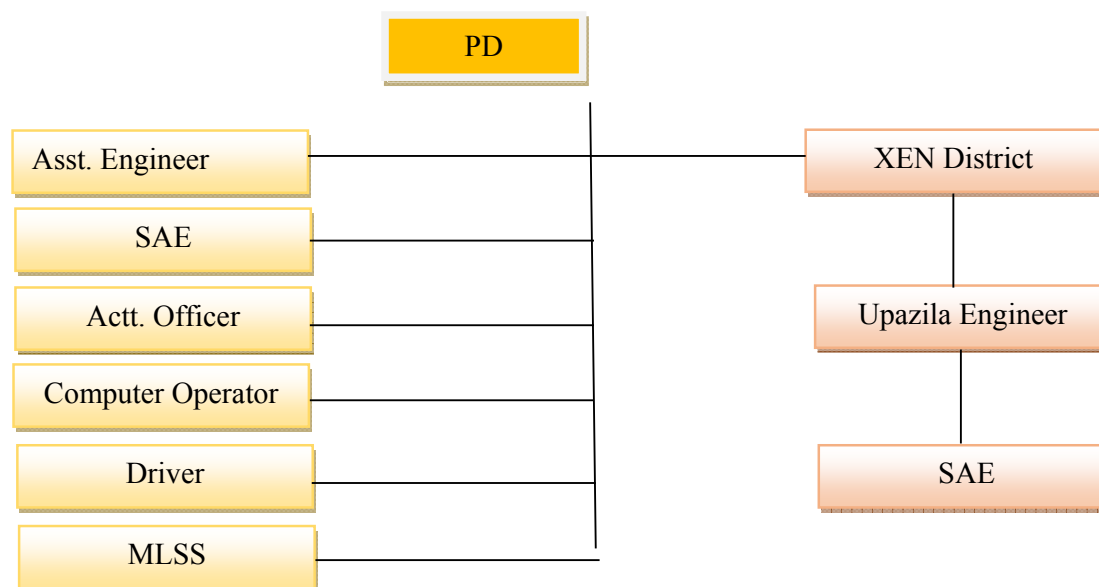 PD
Asst. Engineer
XEN District
SAE
Actt. Officer
Upazila Engineer
Computer Operator
Driver
SAE
MLSS